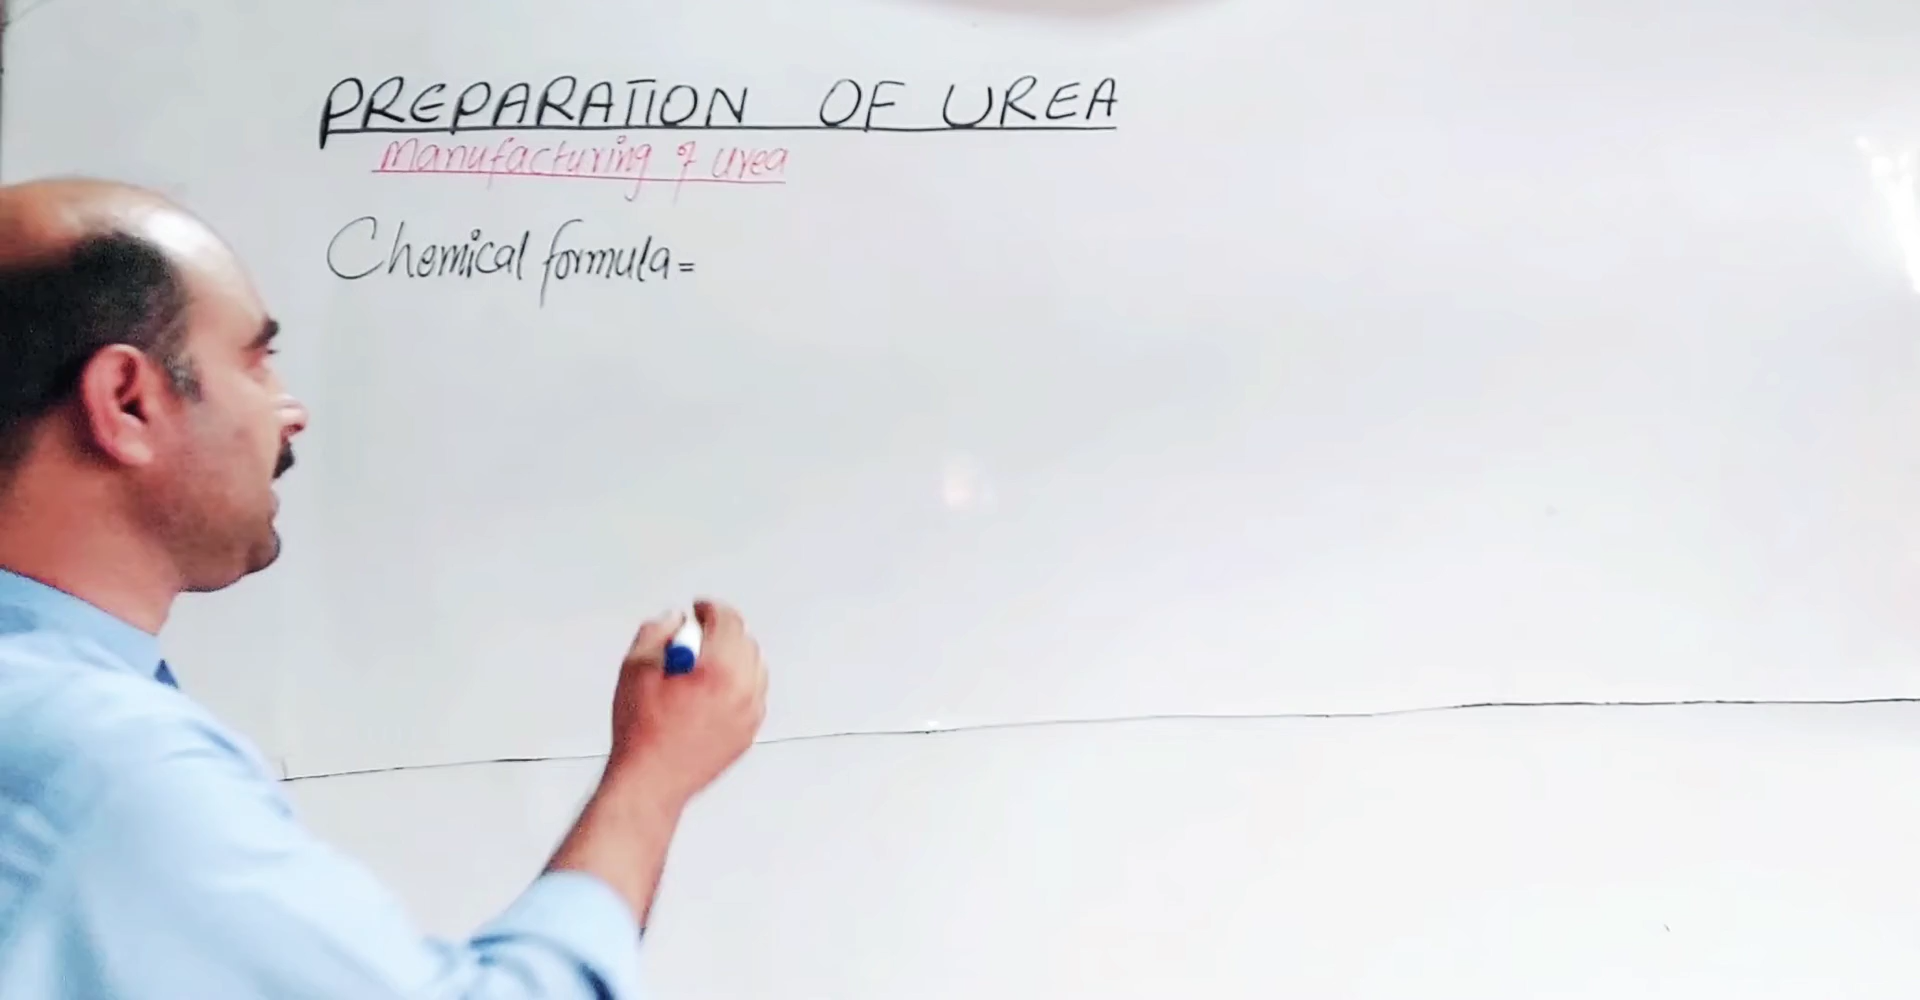 PREPARATION OF UREA
Manufacturing of urea
Chemical formula=